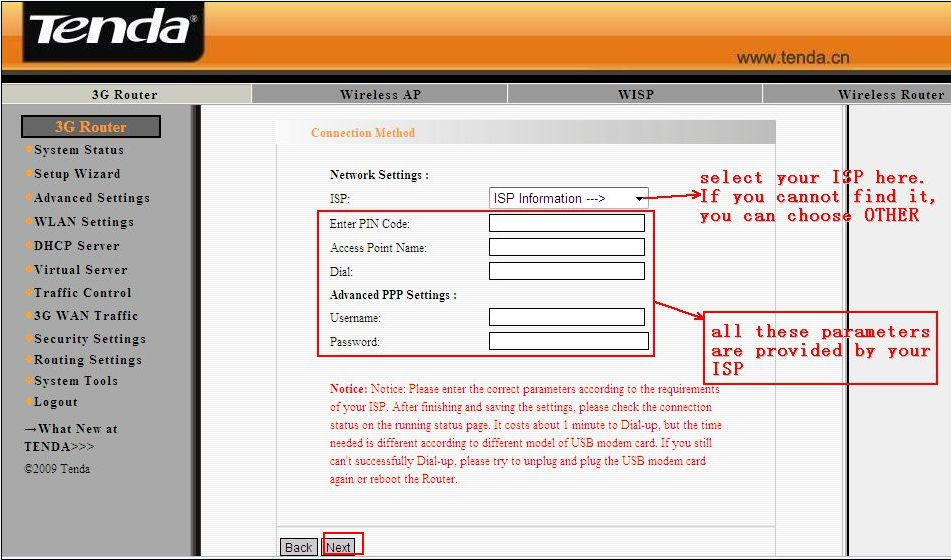 Tenda®
www.tenda.cn
3G Router
Wireless AP
WISP
Wireless Router
3G Router
System Status
Setup Wizard
Advanced Settings
WLAN Settings
DHCP Server
Virtual Server
Traffic Control
3G WAN Traffic
Security Settings
Routing Settings
System Tools
Logout
→What New at
TENDA>>>
©2009 Tenda
Connection Method
Network Settings :
ISP:
ISP Information --->
select your ISP here.
If you cannot find it,
you can choose OTHER
Enter PIN Code:
Access Point Name:
Dial:
Advanced PPP Settings :
Username:
Password:
all these parameters
are provided by your
ISP
Notice: Notice: Please enter the correct parameters according to the requirements
of your ISP. After finishing and saving the settings, please check the connection
status on the running status page. It costs about 1 minute to Dial-up, but the time
needed is different according to different model of USB modem card. If you still
can't successfully Dial-up, please try to unplug and plug the USB modem card
again or reboot the Router.
Back
Next